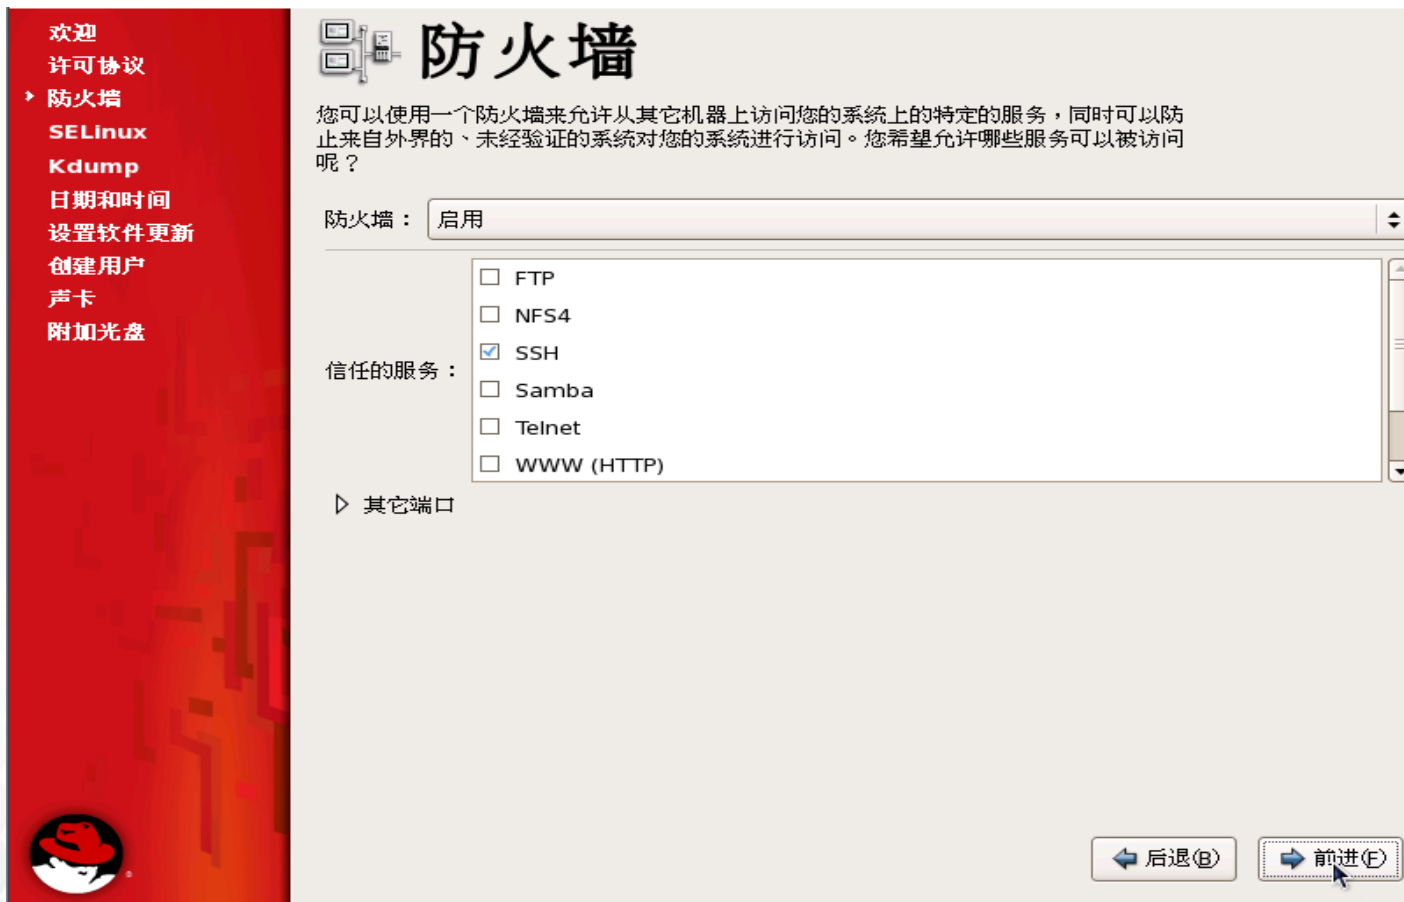 欢迎
许可协议
防火墙
SELinux
Kdump
日期和时间
设置软件更新
创建用户
声卡
附加光盘
防火墙
您可以使用一个防火墙来允许从其它机器上访问您的系统上的特定的服务，同时可以防
止来自外界的、未经验证的系统对您的系统进行访问。您希望允许哪些服务可以被访问
呢？
防火墙： 启用
信任的服务：
FTP
NFS4
SSH
Samba
Telnet
WWW (HTTP)
其它端口
后退(B) 前进(F)